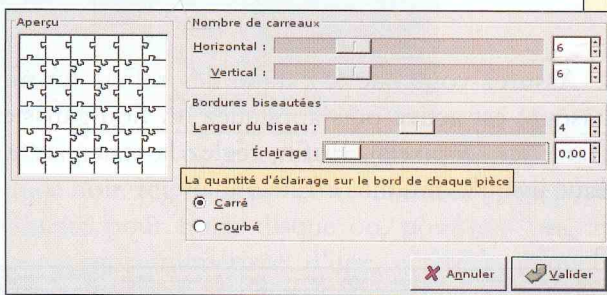 Aperçu
Nombre de carreaux
Horizontal : 6
Vertical : 6
Bordures biseautées
Largeur du biseau : 4
Éclairage : 0,00
La quantité d'éclairage sur le bord de chaque pièce
Carré
Courbé
Annuler
Valider